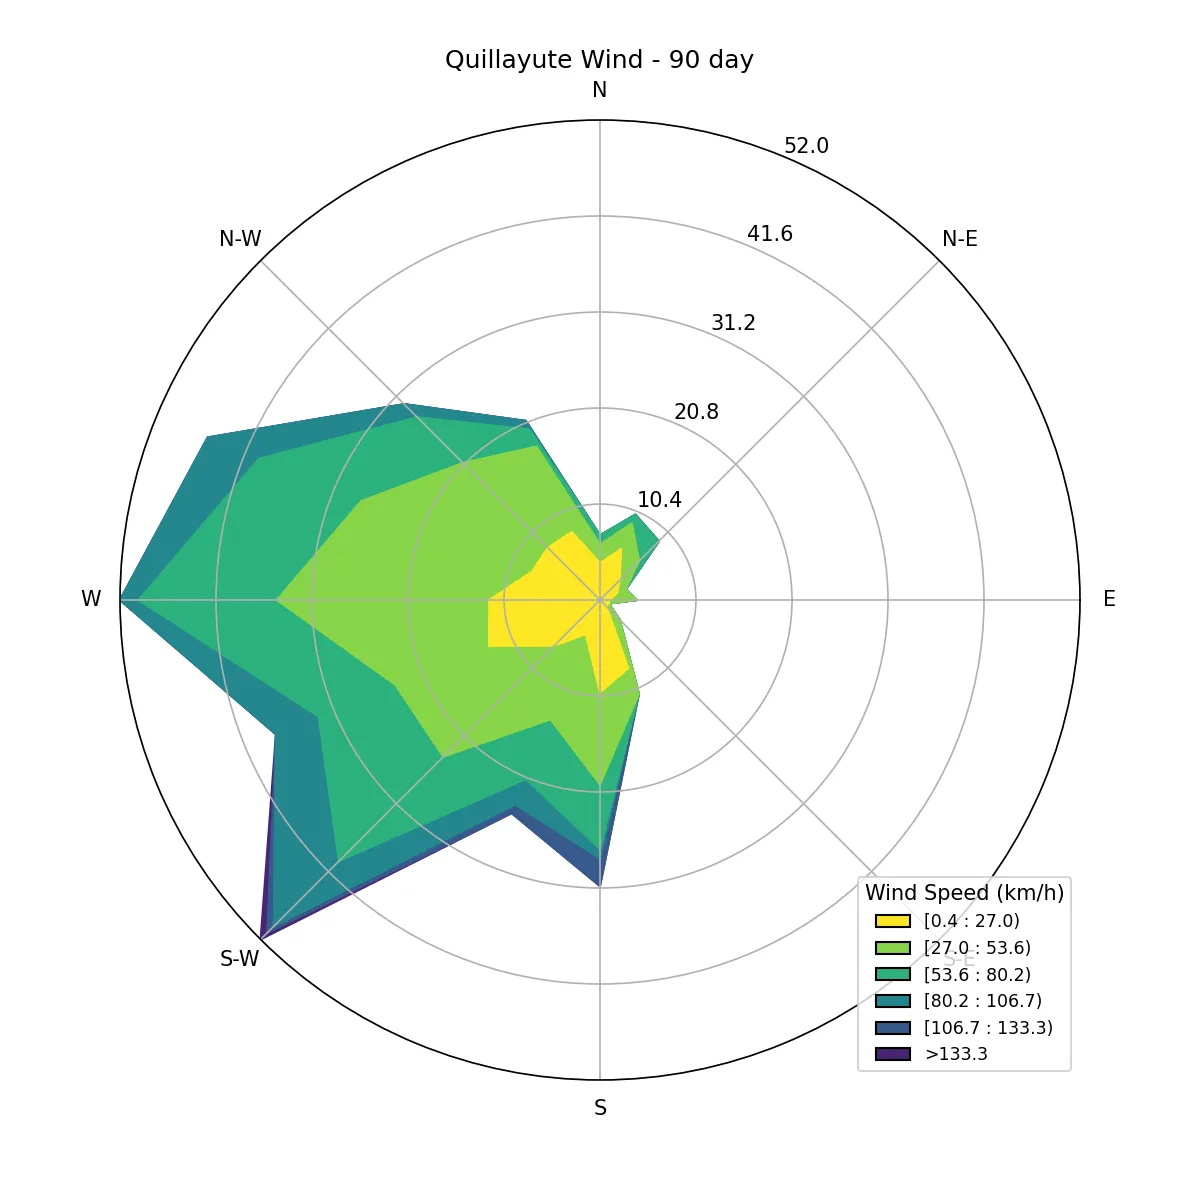 Quillayute Wind - 90 day
N
52.0
41.6
N-W
N-E
31.2
20.8
10.4
W
E
S-W
S-E
Wind Speed (km/h)
[0.4 : 27.0)
[27.0 : 53.6)
[53.6 : 80.2)
[80.2 : 106.7)
[106.7 : 133.3)
>133.3
S